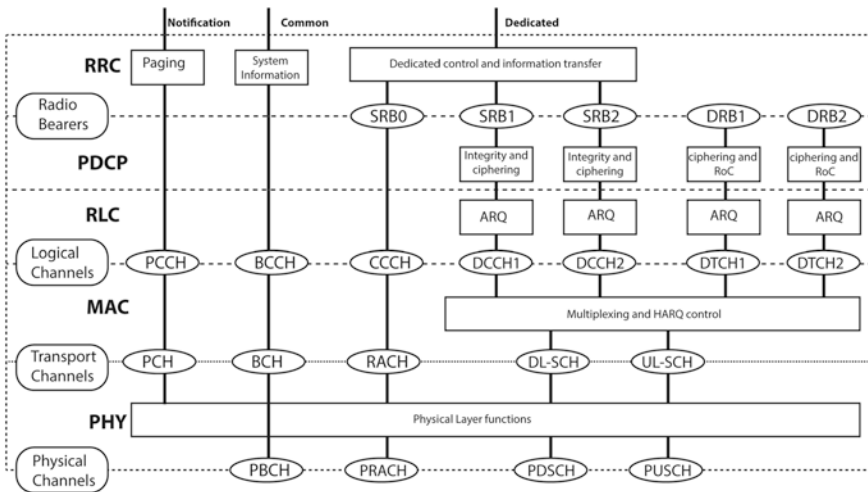 Notification
Common
Dedicated
RRC
Paging
System
Information
Dedicated control and information transfer
Radio
Bearers
SRB0
SRB1
SRB2
DRB1
DRB2
PDCP
Integrity and
ciphering
Integrity and
ciphering
ciphering and
RoC
ciphering and
RoC
RLC
ARQ
ARQ
ARQ
ARQ
Logical
Channels
PCCH
BCCH
CCCH
DCCH1
DCCH2
DTCH1
DTCH2
MAC
Multiplexing and HARQ control
Transport
Channels
PCH
BCH
RACH
DL-SCH
UL-SCH
PHY
Physical Layer functions
Physical
Channels
PBCH
PRACH
PDSCH
PUSCH